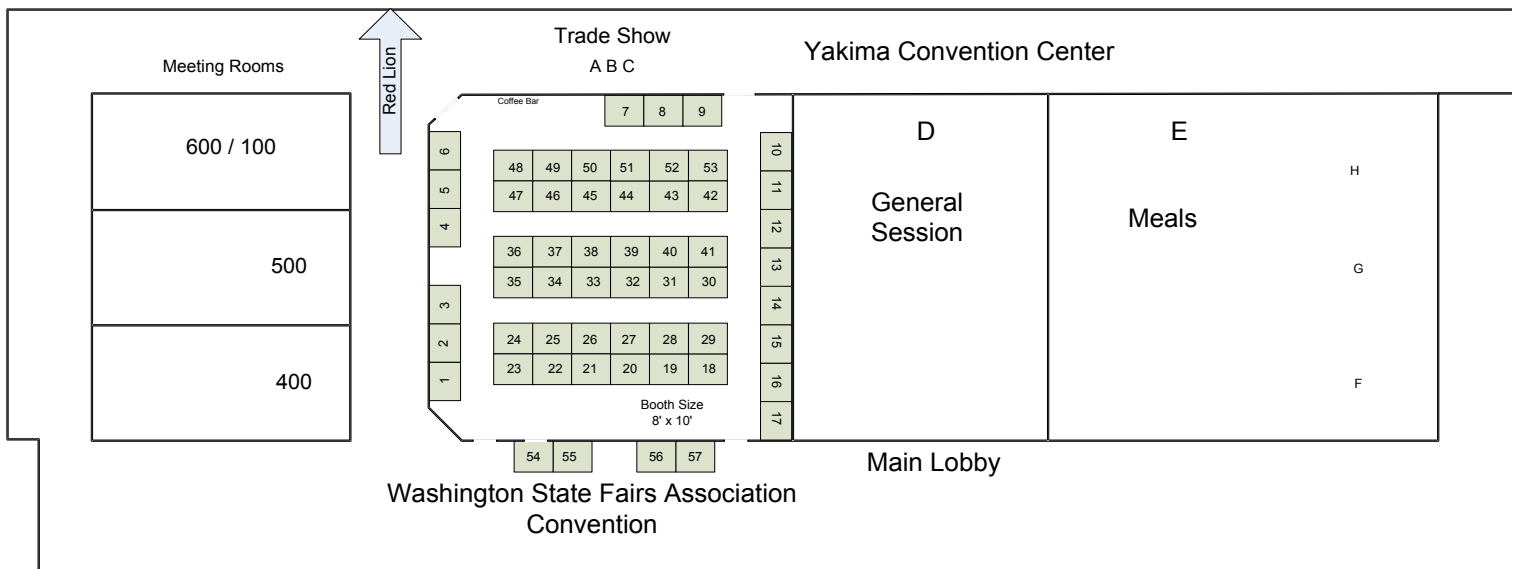 Trade Show
A B C
Yakima Convention Center
Meeting Rooms
Red Lion
600 / 100
500
400
Coffee Bar
7 8 9
6
5
4
3
2
1
48 49 50 51 52 53
47 46 45 44 43 42
36 37 38 39 40 41
35 34 33 32 31 30
24 25 26 27 28 29
23 22 21 20 19 18
Booth Size
8' x 10'
10
11
12
13
14
15
16
17
54 55 56 57
D
General
Session
E
Meals
H
G
F
Main Lobby
Washington State Fairs Association
Convention